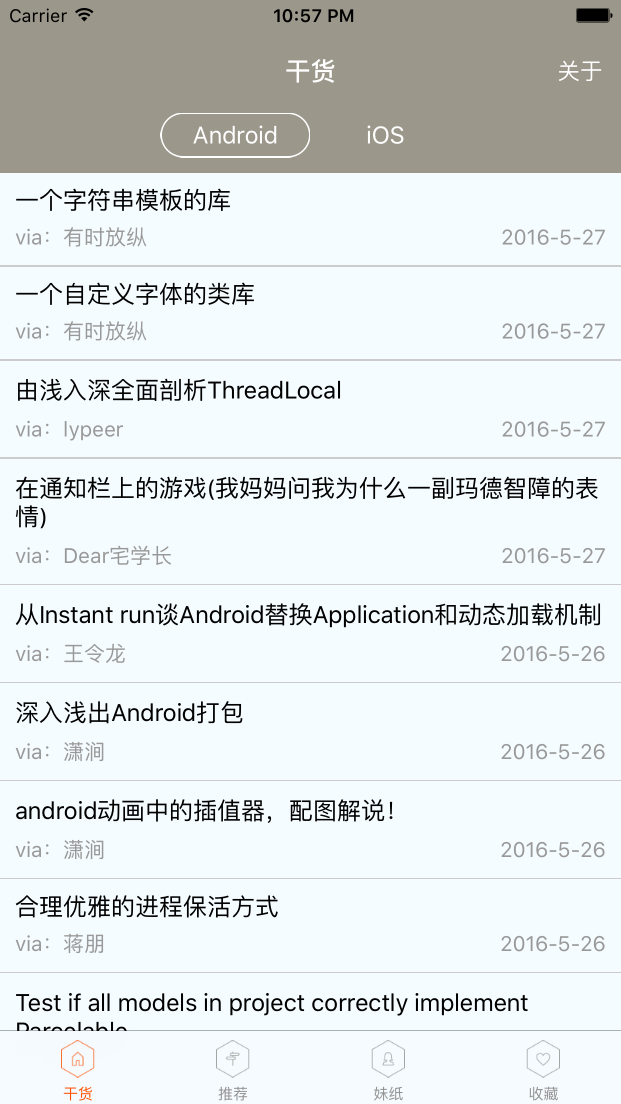 Carrier 10:57 PM
干货 关于
Android iOS
一个字符串模板的库
via：有时放纵 2016-5-27
一个自定义字体的类库
via：有时放纵 2016-5-27
由浅入深全面剖析ThreadLocal
via：lypeer 2016-5-27
在通知栏上的游戏(我妈妈问我为什么一副玛德智障的表
情)
via：Dear宅学长 2016-5-27
从Instant run谈Android替换Application和动态加载机制
via：王令龙 2016-5-26
深入浅出Android打包
via：潇涧 2016-5-26
android动画中的插值器，配图解说！
via：潇涧 2016-5-26
合理优雅的进程保活方式
via：蒋朋 2016-5-26
Test if all models in project correctly implement
Parcelable
干货 推荐 妹纸 收藏